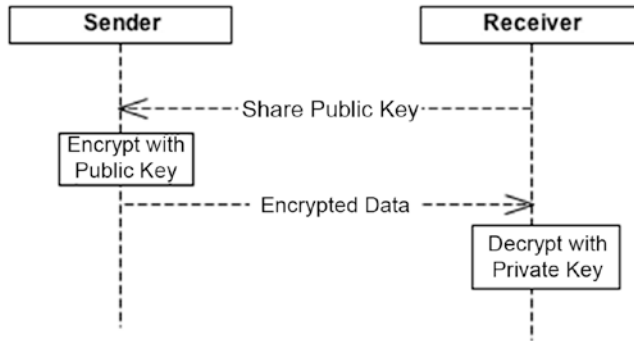 Sender
Receiver
Share Public Key
Encrypt with
Public Key
Encrypted Data
Decrypt with
Private Key